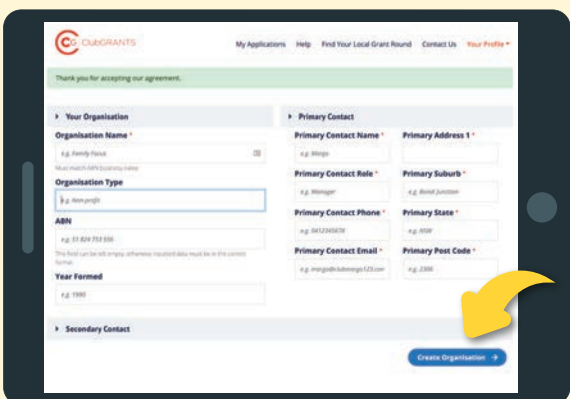 CG CLUBGRANTS
My Applications Help Find Your Local Grant Round Contact Us Your Profile
Thank you for accepting our agreement.
Your Organisation
Organisation Name *
e.g. Family Focus
Must match ABN business name
Organisation Type
e.g. Non-profit
ABN
e.g. 51 824 753 556
This field can be left empty, otherwise inputted data must be in the correct
format.
Year Formed
e.g. 1990
Primary Contact
Primary Contact Name *
e.g. Margo
Primary Contact Role *
e.g. Manager
Primary Contact Phone *
e.g. 0412345678
Primary Contact Email *
e.g. margo@clubmargo123.com
Primary Address 1 *
Primary Suburb *
e.g. Bondi Junction
Primary State *
e.g. NSW
Primary Post Code *
e.g. 2300
Secondary Contact
Create Organisation →